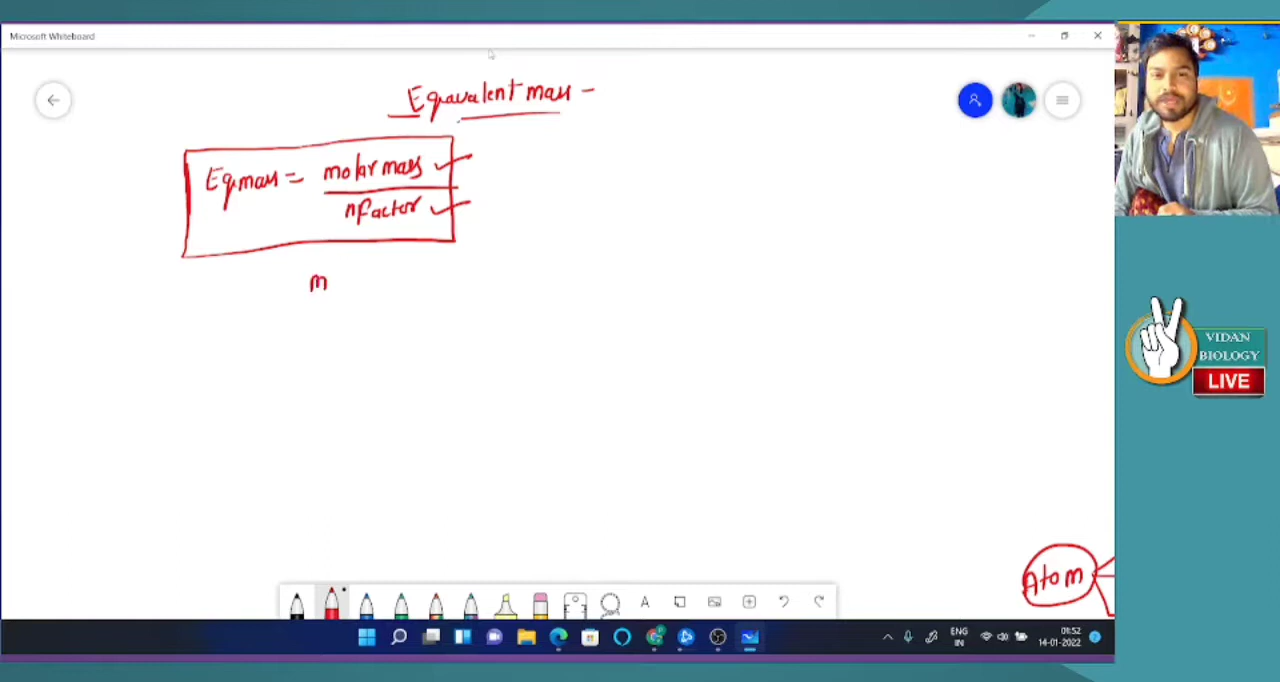 Microsoft Whiteboard
Eqavalent mass -
Eq.mass = molar mass
nfactor
m
Atom
VIDAN
BIOLOGY
LIVE
A
ENG
IN
01:52
14-01-2022